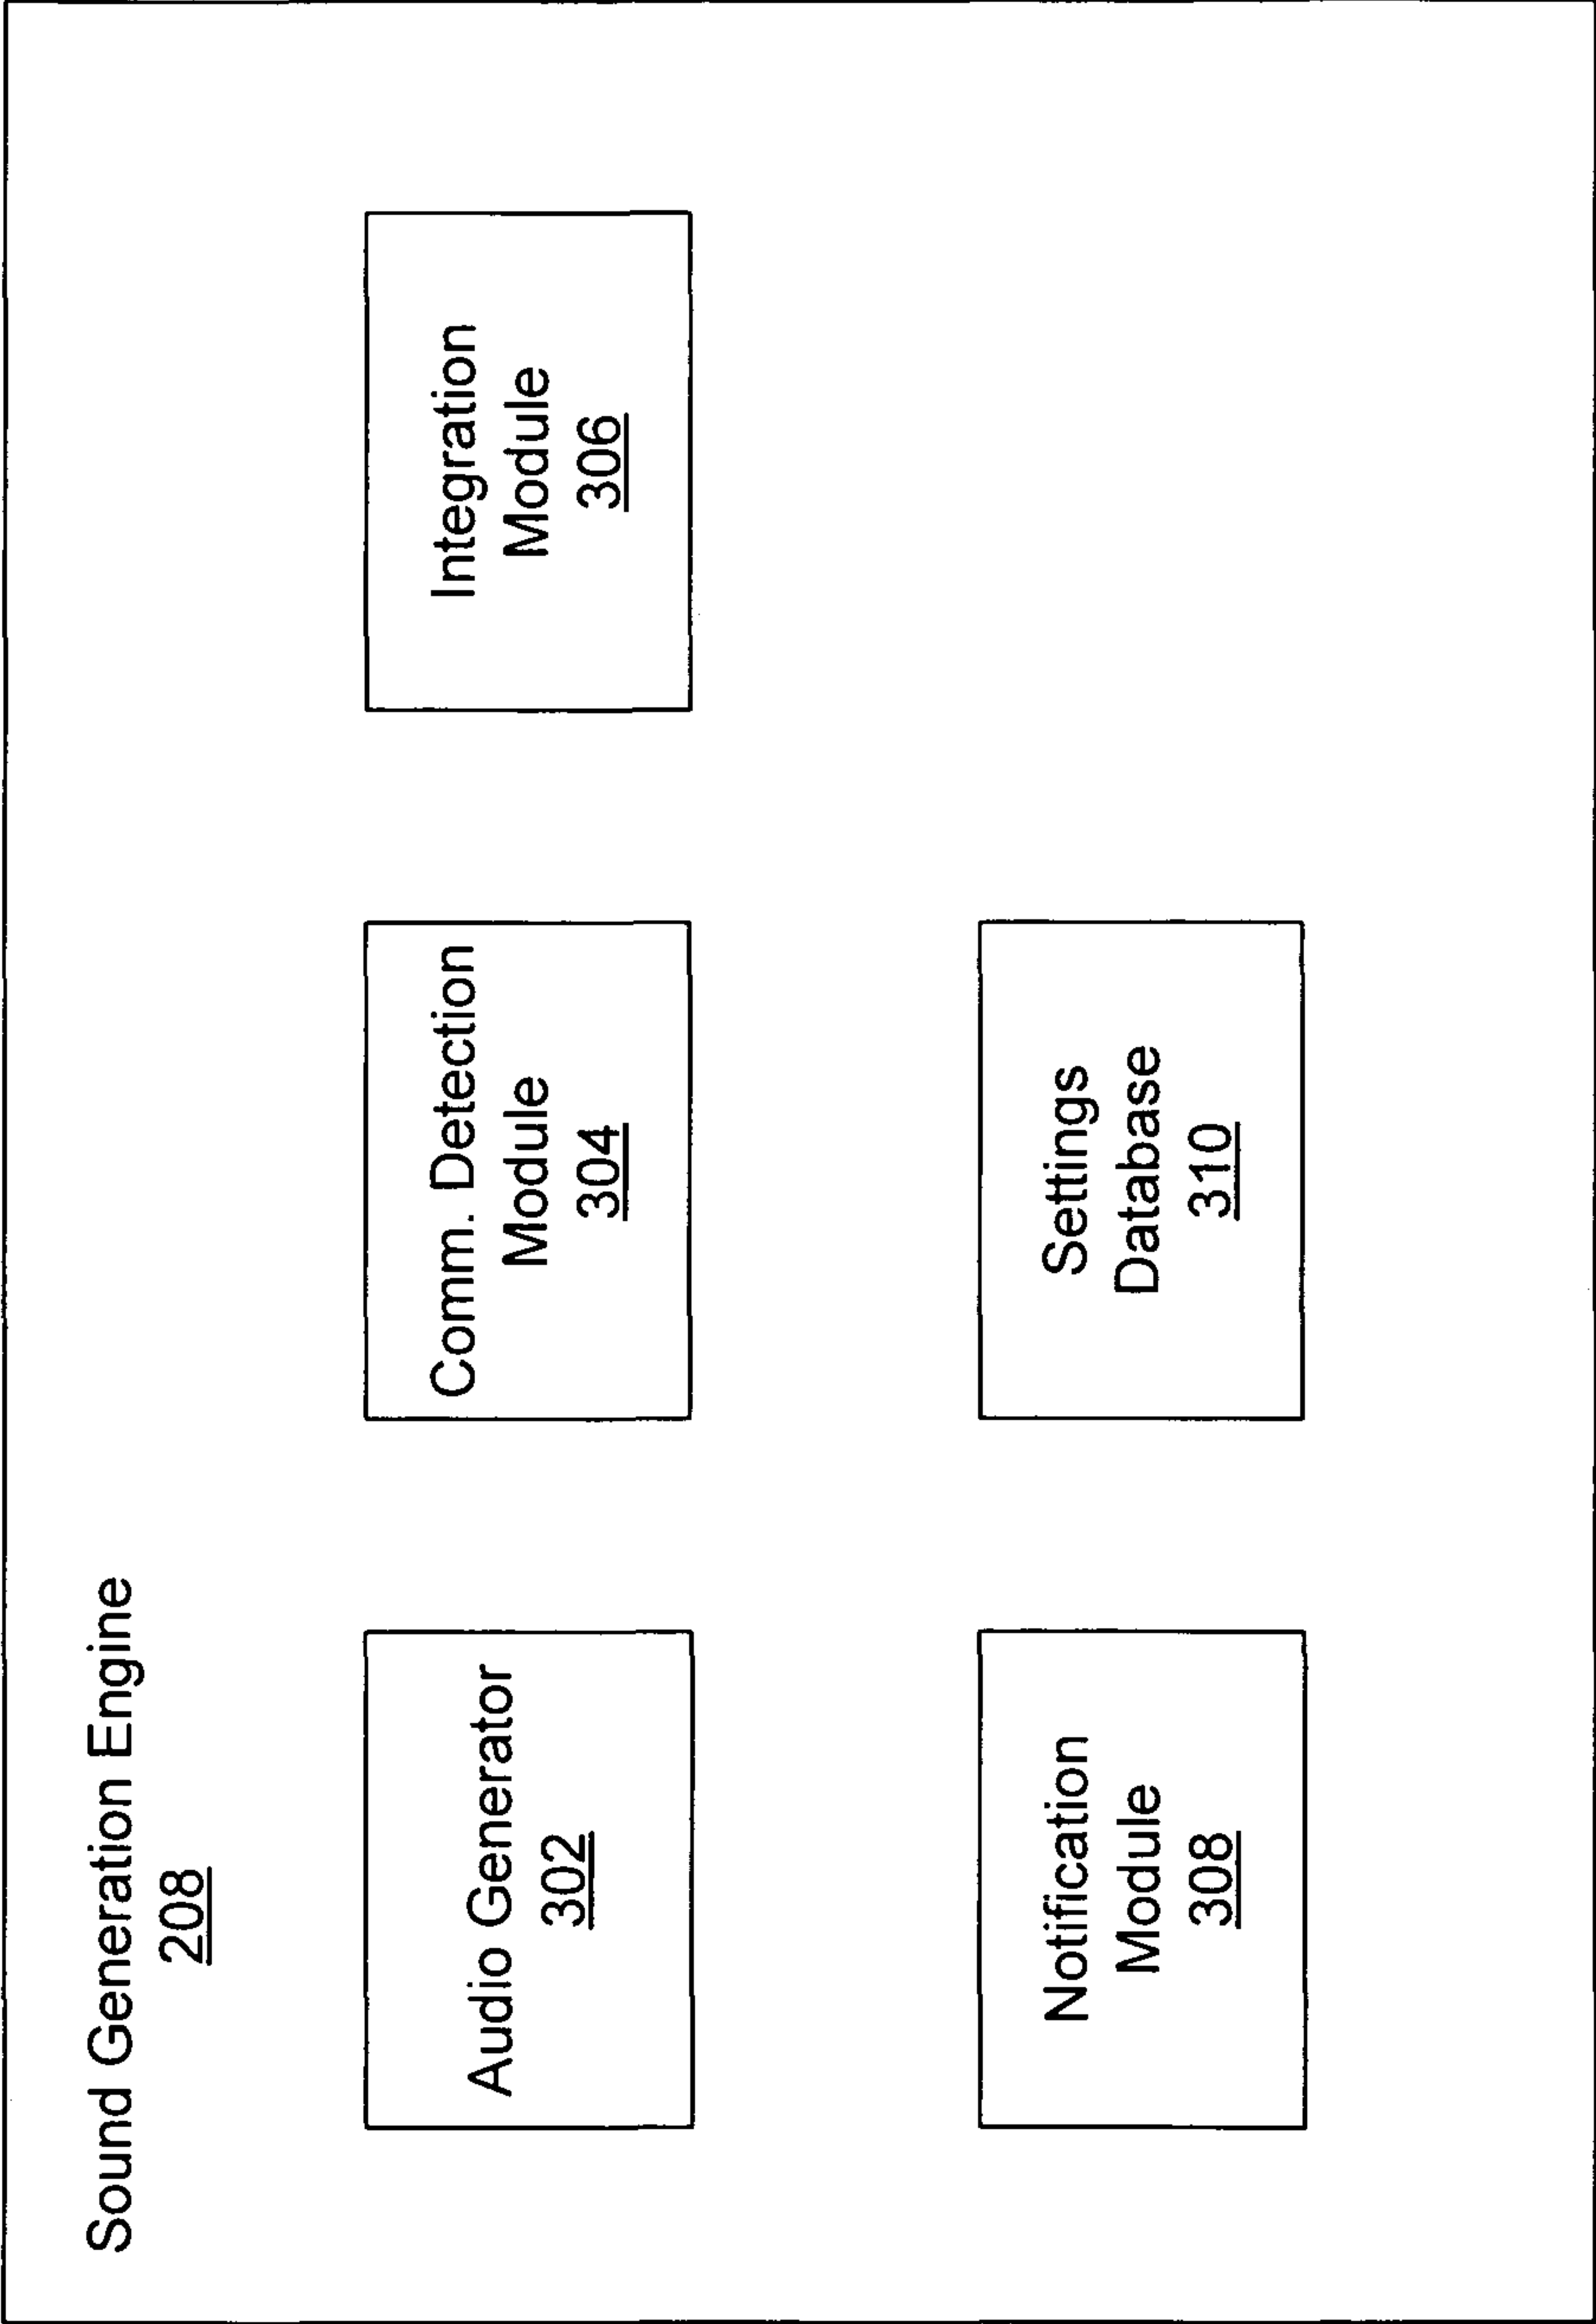 Sound Generation Engine
208
Audio Generator
302
Comm. Detection
Module
304
Integration
Module
306
Notification
Module
308
Settings
Database
310